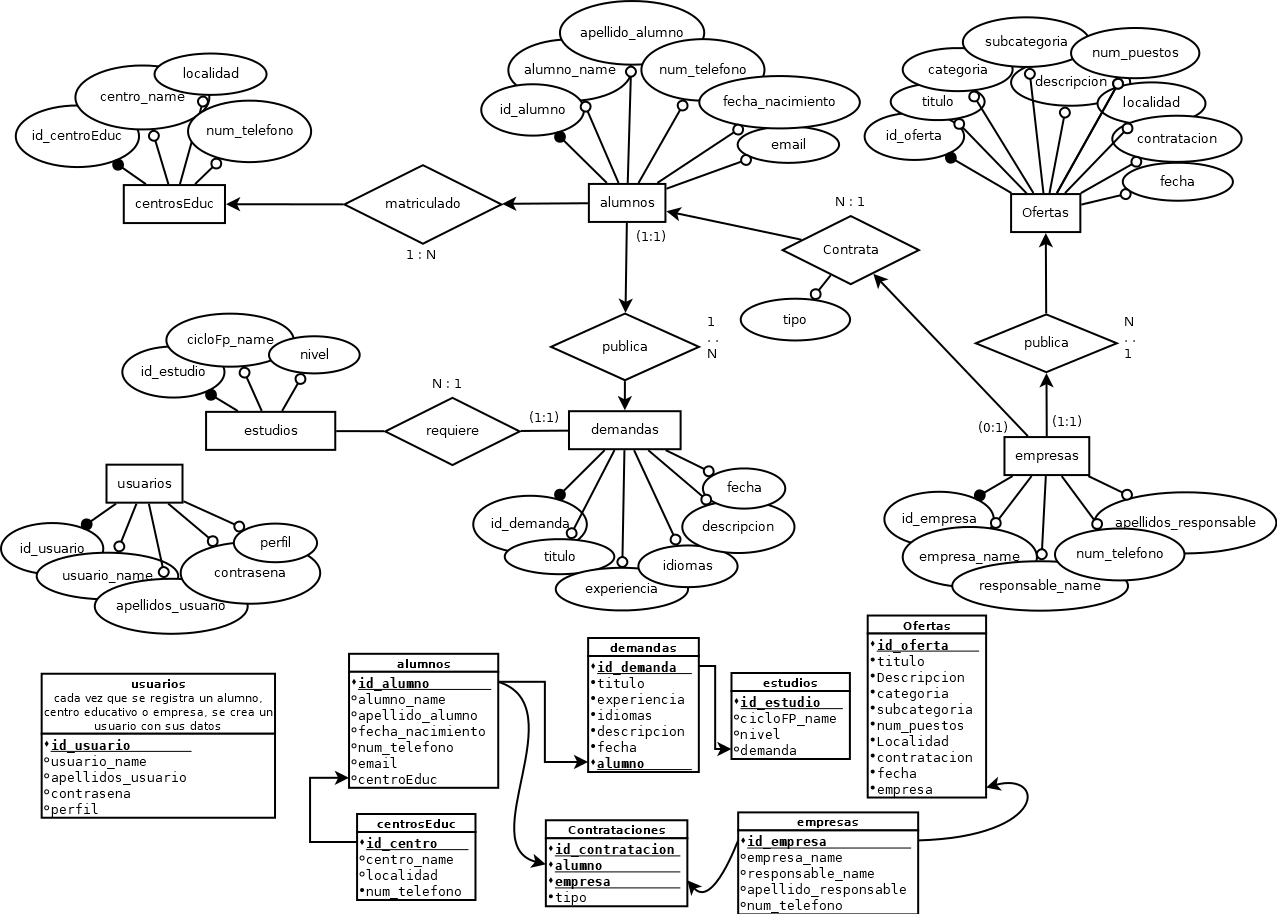 apellido_alumno
alumno_name
num_telefono
id_alumno
fecha_nacimiento
email
localidad
centro_name
id_centroEduc
num_telefono
subcategoria
num_puestos
categoria
descripcion
titulo
localidad
id_oferta
contratacion
fecha
centrosEduc
matriculado
1 : N
alumnos
(1:1)
N : 1
Contrata
tipo
Ofertas
cicloFp_name
nivel
id_estudio
estudios
N : 1
requiere
(1:1)
publica
1
. .
N
demandas
publica
N
. .
1
(0:1)
(1:1)
empresas
usuarios
id_usuario
perfil
usuario_name
contrasena
apellidos_usuario
fecha
id_demanda
descripcion
titulo
idiomas
experiencia
id_empresa
apellidos_responsable
empresa_name
num_telefono
responsable_name
usuarios
cada vez que se registra un alumno,
centro educativo o empresa, se crea un
usuario con sus datos
id_usuario
usuario_name
apellidos_usuario
contrasena
perfil
alumnos
id_alumno
alumno_name
apellido_alumno
fecha_nacimiento
num_telefono
email
centroEduc
centrosEduc
id_centro
centro_name
localidad
num_telefono
demandas
id_demanda
titulo
experiencia
idiomas
descripcion
fecha
alumno
estudios
id_estudio
cicloFP_name
nivel
demanda
Contrataciones
id_contratacion
alumno
empresa
tipo
Ofertas
id_oferta
titulo
Descripcion
categoria
subcategoria
num_puestos
Localidad
contratacion
fecha
empresa
empresas
id_empresa
empresa_name
responsable_name
apellido_responsable
num_telefono